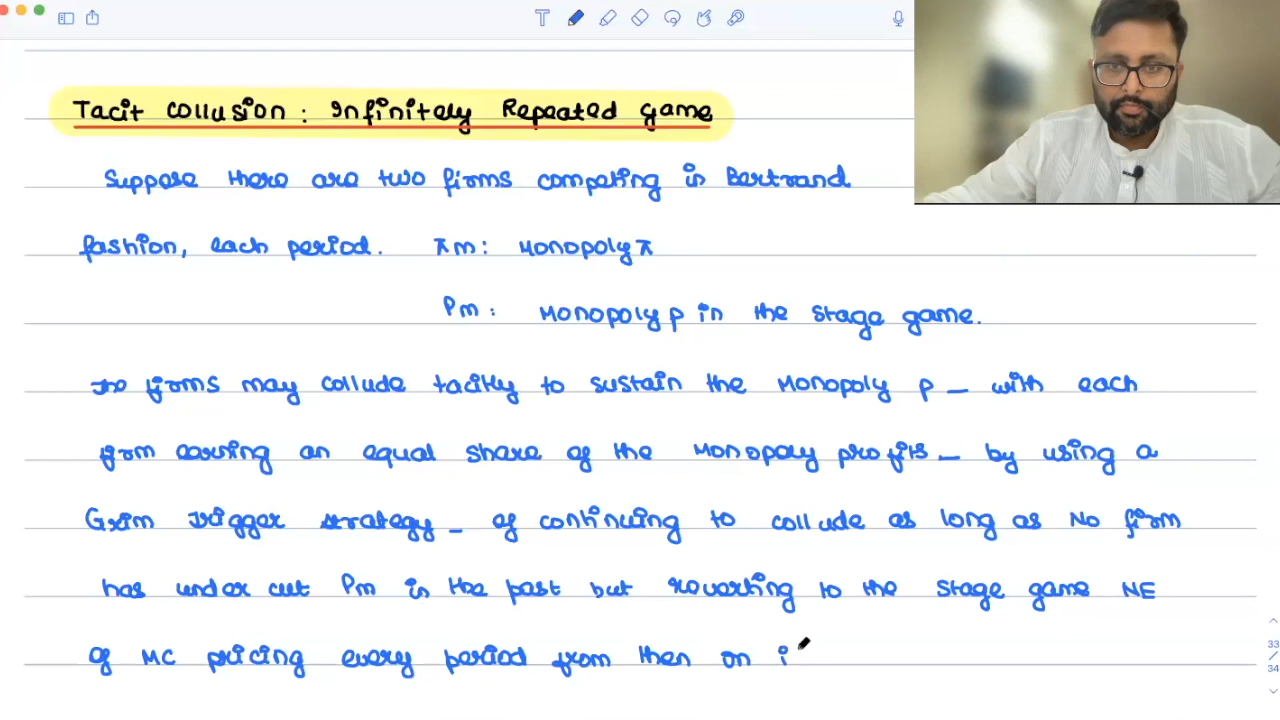 Tacit Collusion: Infinitely Repeated Game
Suppose there are two firms competing in Bertrand
fashion, each period. πm: Monopoly π
Pm: Monopoly p in the stage game.
The firms may collude tacitly to sustain the Monopoly p – with each
firm earning an equal share of the Monopoly profits – by using a
Grim Trigger strategy – of continuing to collude as long as No firm
has under cut Pm in the past but reverting to the stage game NE
of MC pricing every period from then on i
33
/
34